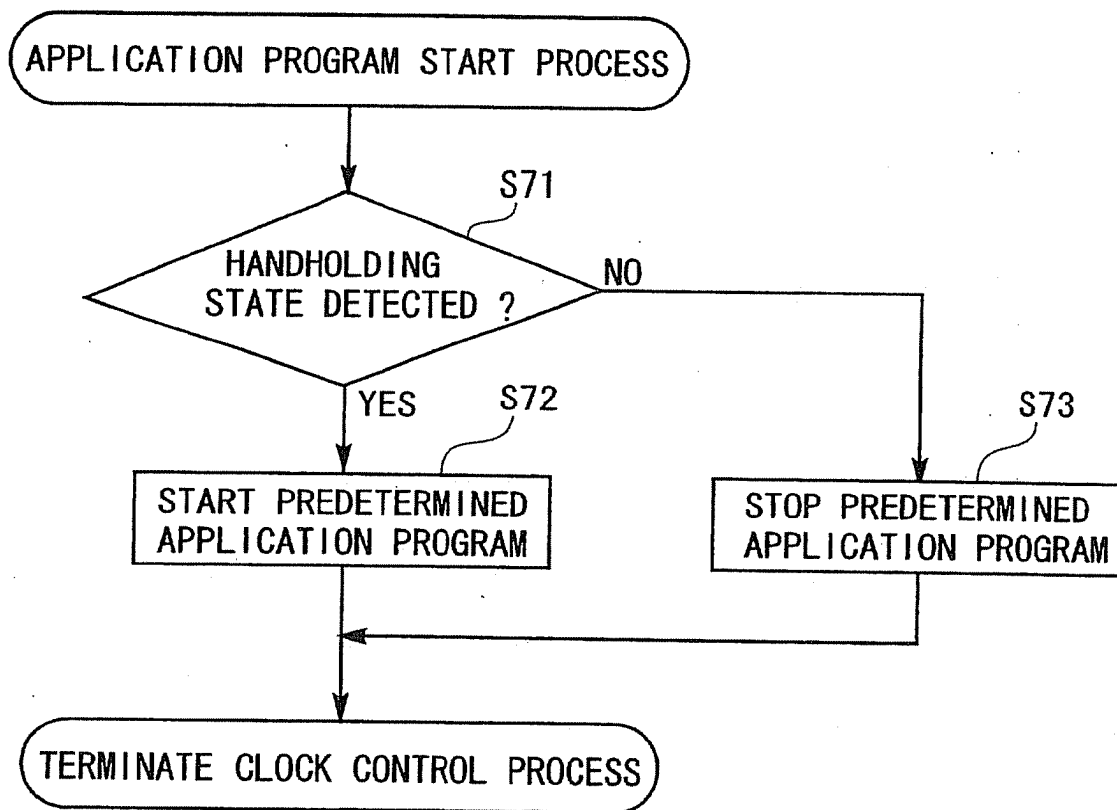 APPLICATION PROGRAM START PROCESS
S71
HANDHOLDING
STATE DETECTED ?
NO
YES
S72
S73
START PREDETERMINED
APPLICATION PROGRAM
STOP PREDETERMINED
APPLICATION PROGRAM
TERMINATE CLOCK CONTROL PROCESS